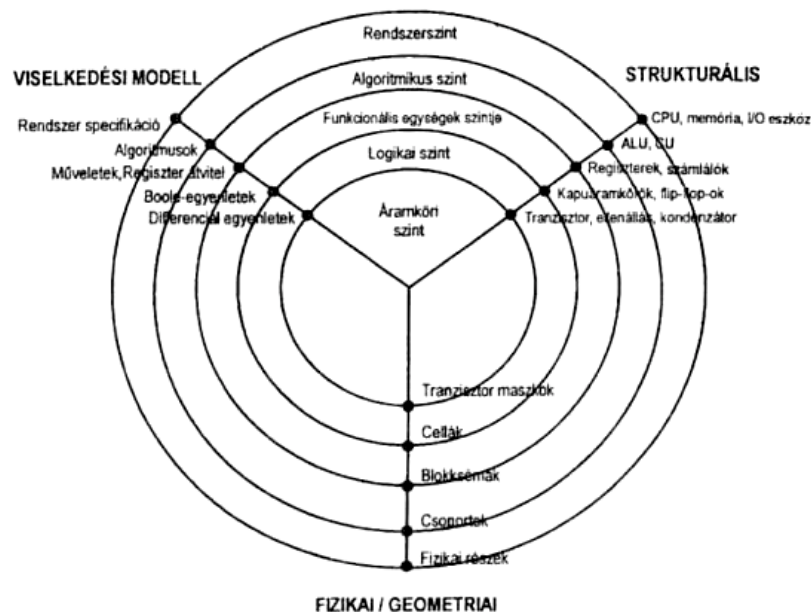 Rendszerszint
VISELKEDÉSI MODELL
STRUKTURÁLIS
Algoritmikus szint
Rendszer specifikáció
CPU, memória, I/O eszköz
Funkcionális egységek szintje
Algoritmusok
ALU, CU
Logikai szint
Műveletek, Regiszter átvitel
Regiszterek, számlálók
Boole-egyenletek
Kapuáramkörök, flip-flop-ok
Áramköri
szint
Differenciál egyenletek
Tranzisztor, ellenállás, kondenzátor
Tranzisztor maszkok
Cellák
Blokksémák
Csoportok
Fizikai részek
FIZIKAI / GEOMETRIAI